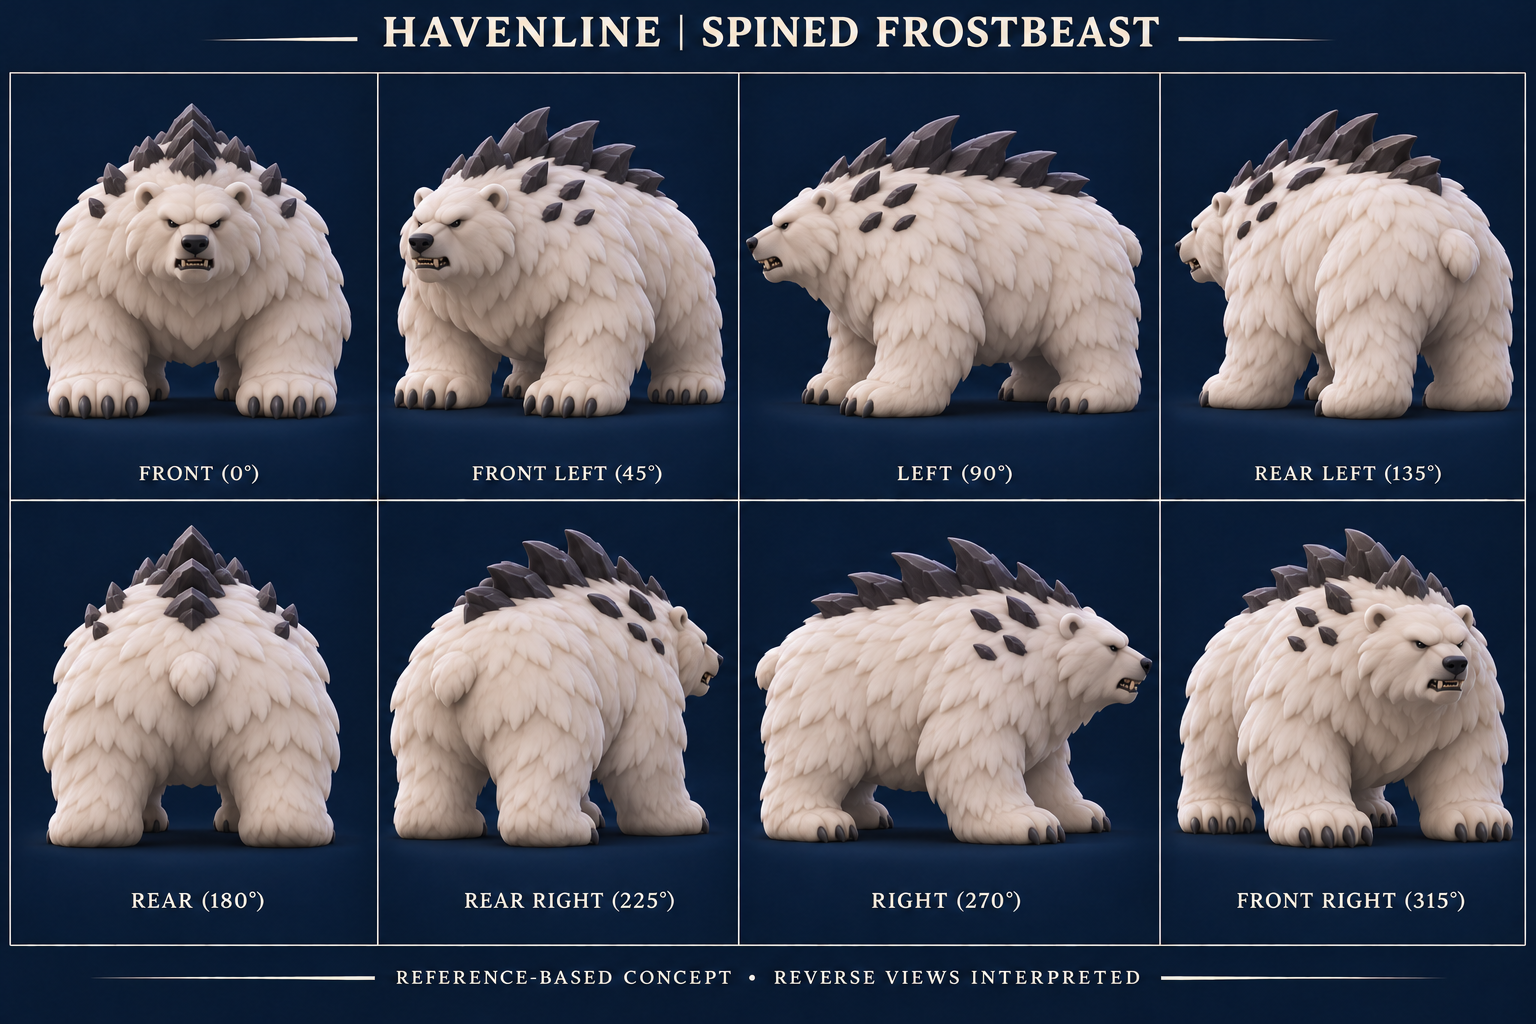 HAVENLINE | SPINED FROSTBEAST
FRONT (0°)
FRONT LEFT (45°)
LEFT (90°)
REAR LEFT (135°)
REAR (180°)
REAR RIGHT (225°)
RIGHT (270°)
FRONT RIGHT (315°)
REFERENCE-BASED CONCEPT • REVERSE VIEWS INTERPRETED